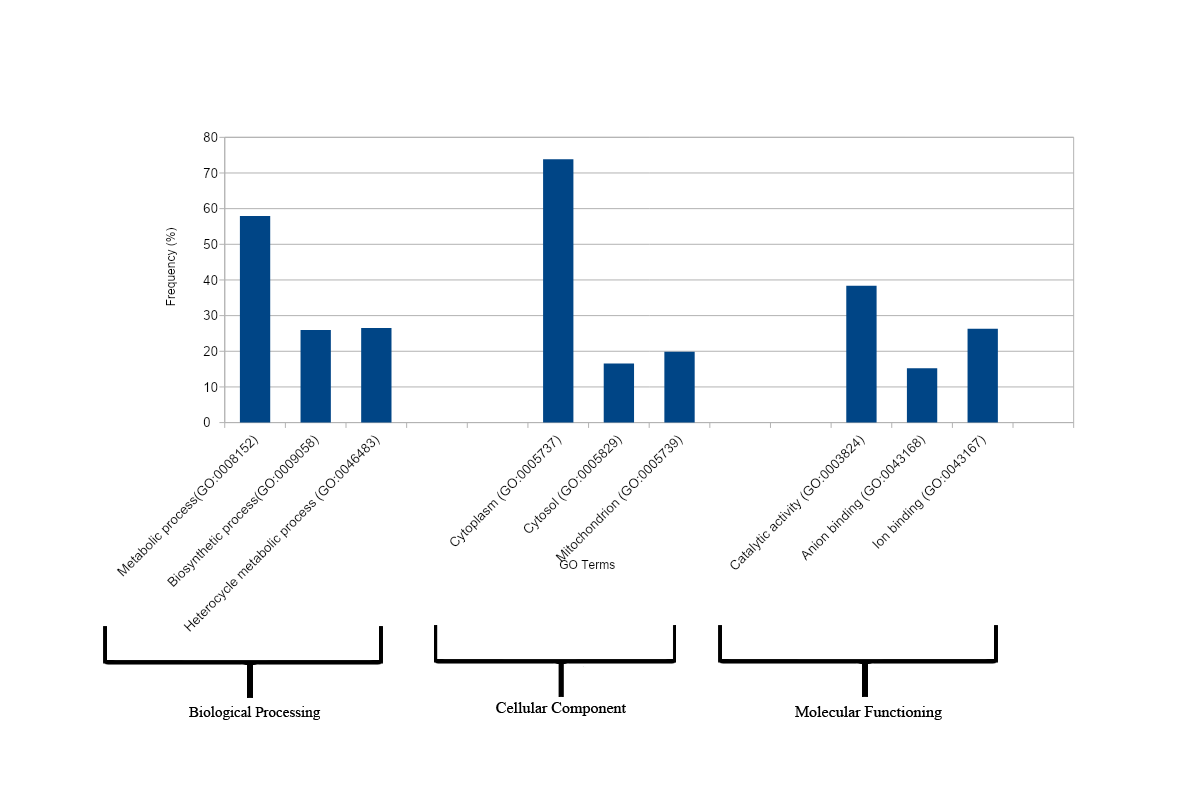 80
70
60
50
40
30
20
10
0
Frequency (%)
Metabolic process(GO:0008152)
Biosynthetic process(GO:0009058)
Heterocycle metabolic process (GO:0046483)
Cytoplasm (GO:0005737)
Cytosol (GO:0005829)
Mitochondrion (GO:0005739)
Catalytic activity (GO:0003824)
Anion binding (GO:0043168)
Ion binding (GO:0043167)
GO Terms
Biological Processing
Cellular Component
Molecular Functioning